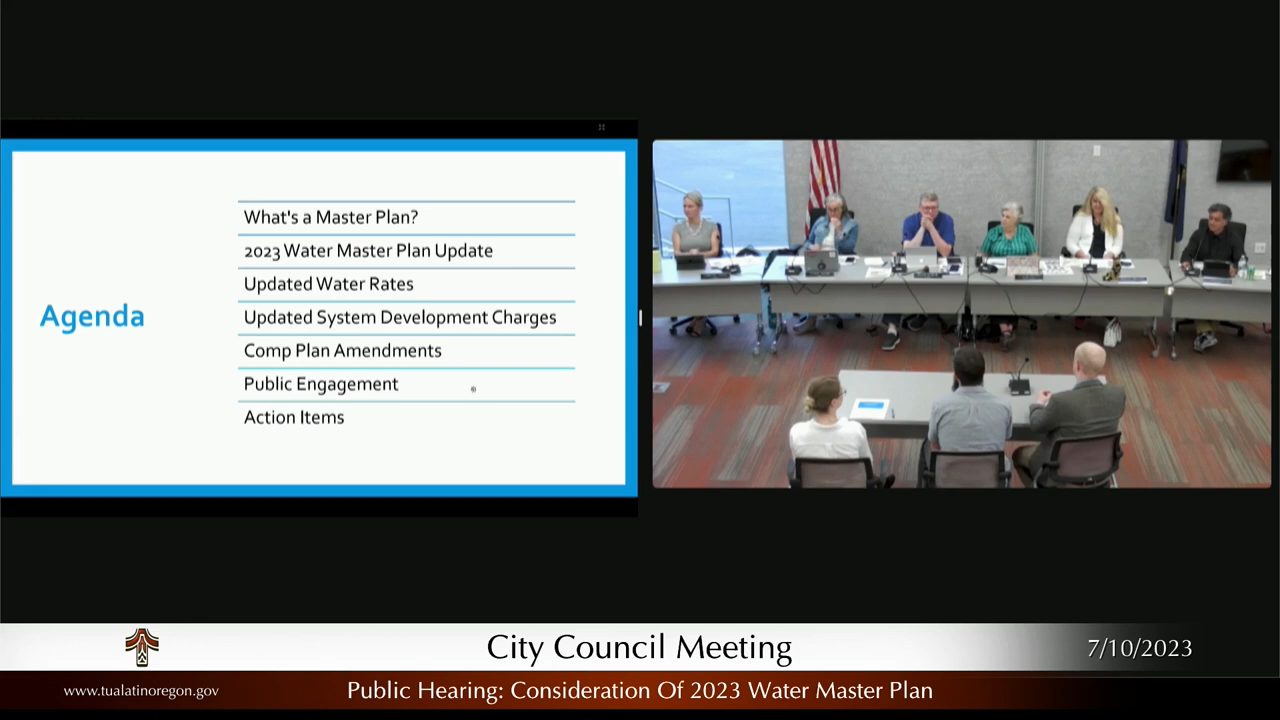 Agenda
What's a Master Plan?
2023 Water Master Plan Update
Updated Water Rates
Updated System Development Charges
Comp Plan Amendments
Public Engagement
Action Items
City Council Meeting
7/10/2023
www.tualatinoregon.gov
Public Hearing: Consideration Of 2023 Water Master Plan